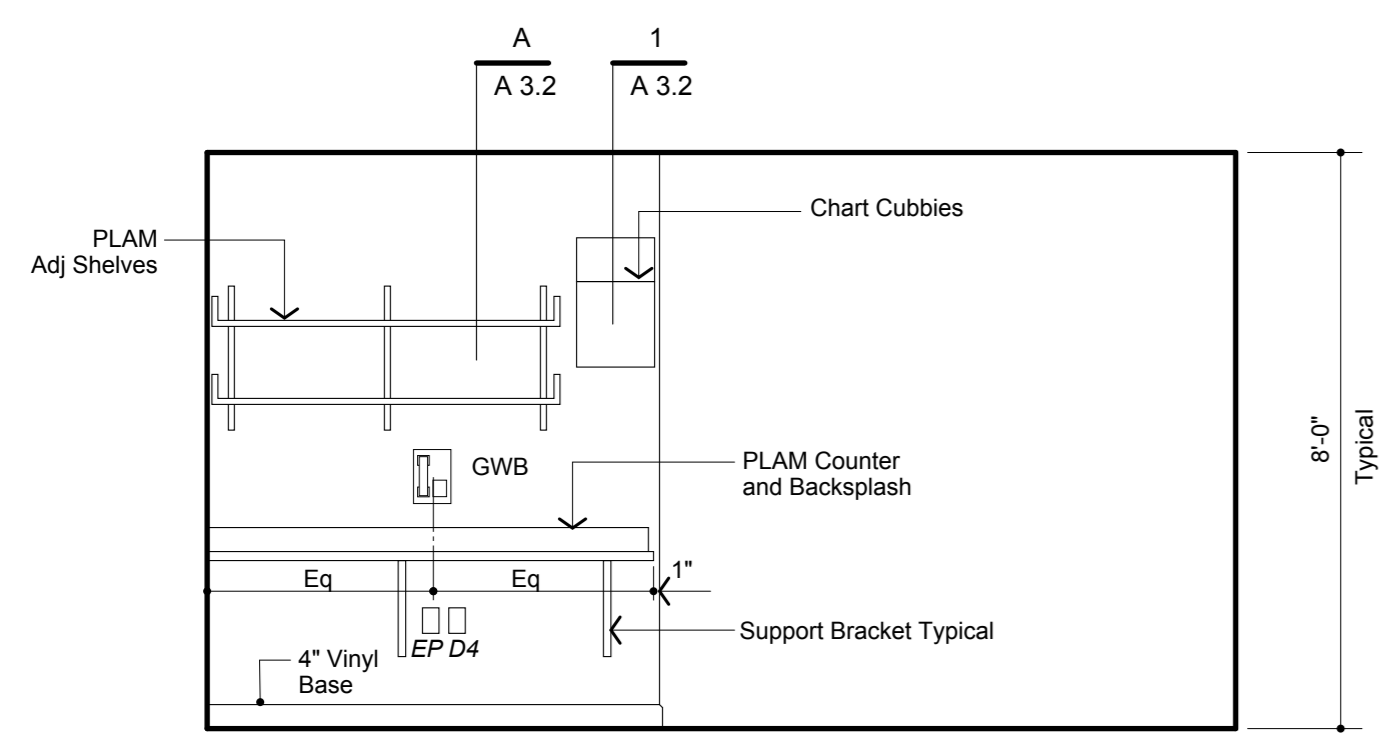 A
A 3.2
1
A 3.2
Chart Cubbies
PLAM
Adj Shelves
GWB
PLAM Counter
and Backsplash
8'-0"
Typical
Eq
Eq
1"
EP D4
Support Bracket Typical
4" Vinyl
Base